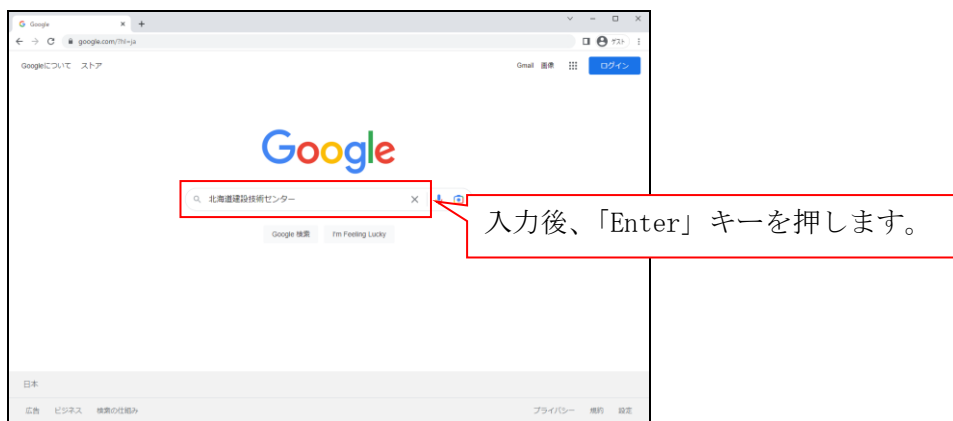 Google
google.com/?hl=ja
テスト
Googleについて ストア
Gmail 画像
ログイン
Google
北海道建設技術センター
入力後、「Enter」キーを押します。
Google 検索 I'm Feeling Lucky
日本
広告 ビジネス 検索の仕組み
プライバシー 規約 設定